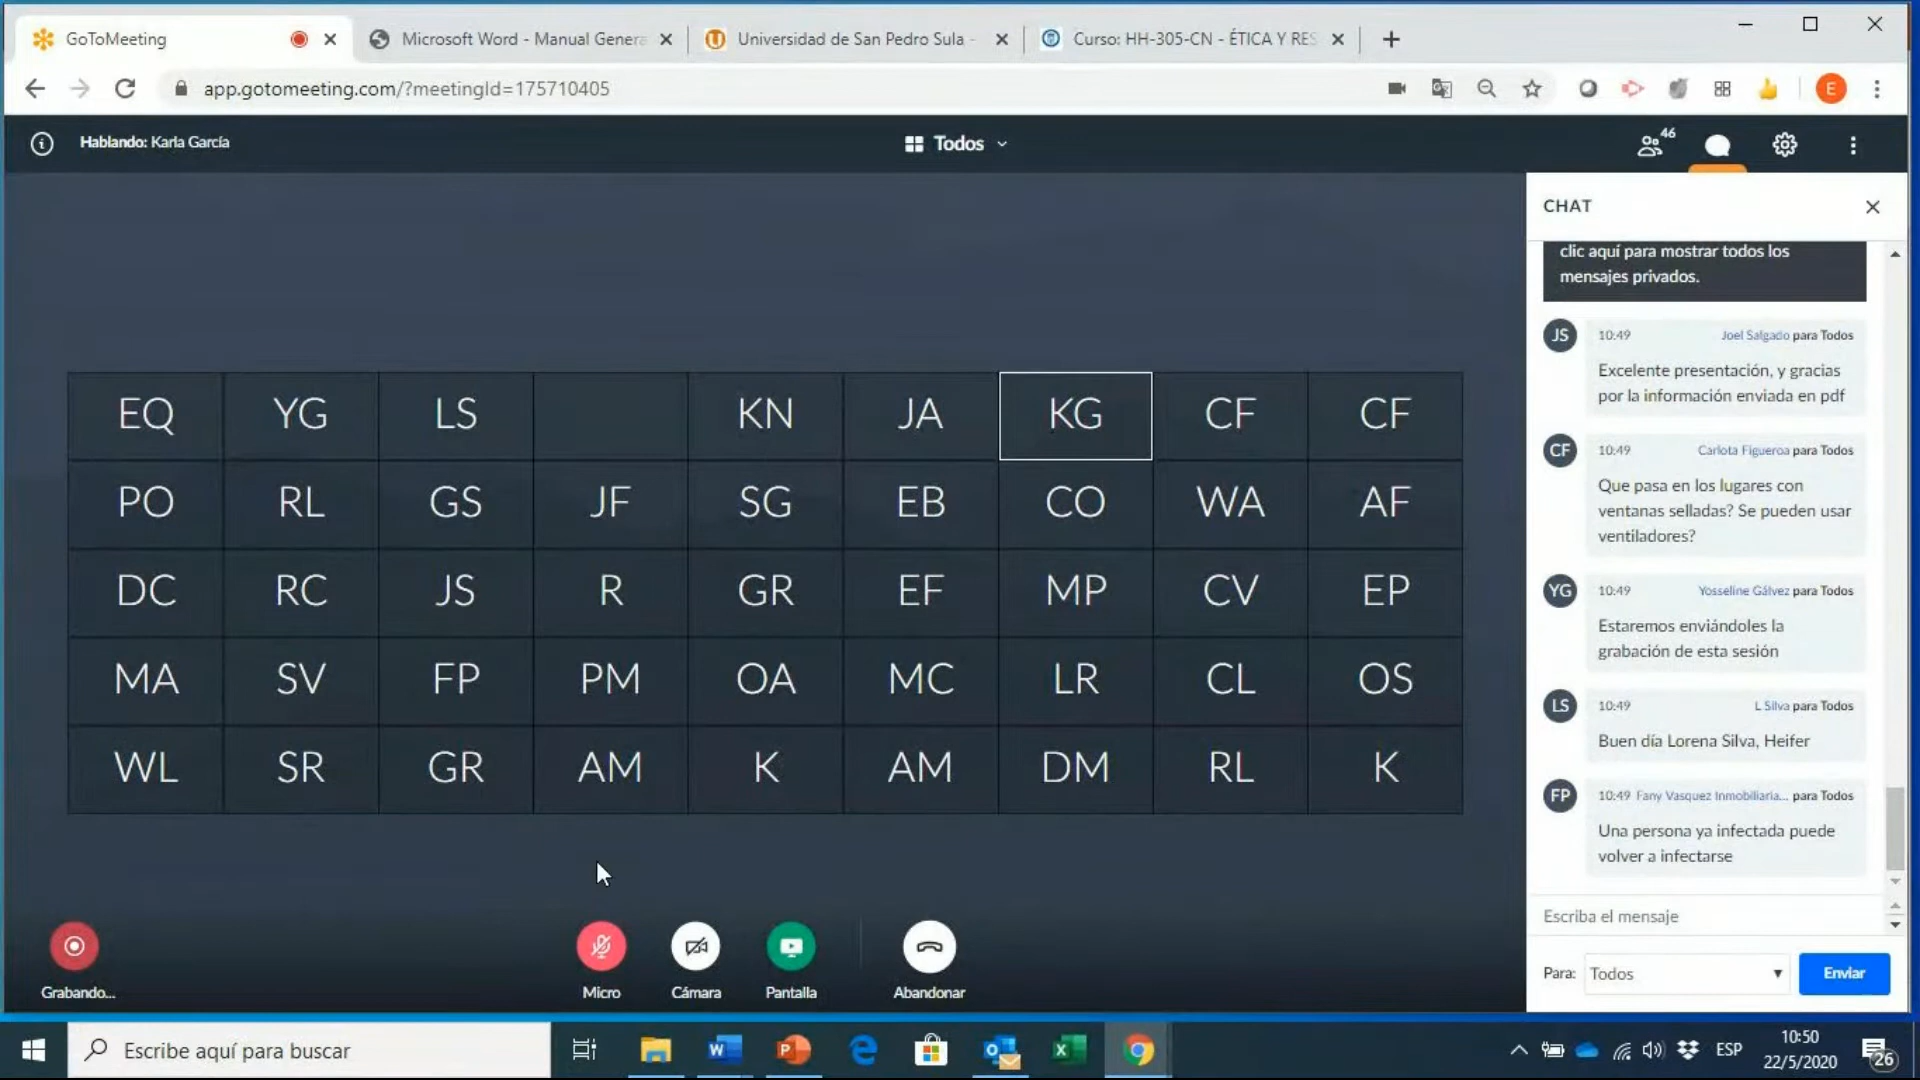 GoToMeeting
Microsoft Word - Manual Genera
Universidad de San Pedro Sula -
Curso: HH-305-CN - ÉTICA Y RES
app.gotomeeting.com/?meetingId=175710405
E
Hablando: Karla García
Todos
46
CHAT
clic aquí para mostrar todos los
mensajes privados.
JS 10:49 Joel Salgado para Todos
Excelente presentación, y gracias
por la información enviada en pdf
CF 10:49 Carlota Figueroa para Todos
Que pasa en los lugares con
ventanas selladas? Se pueden usar
ventiladores?
YG 10:49 Yosseline Gálvez para Todos
Estaremos enviándoles la
grabación de esta sesión
LS 10:49 L Silva para Todos
Buen día Lorena Silva, Heifer
FP 10:49 Fany Vasquez Inmobiliaria... para Todos
Una persona ya infectada puede
volver a infectarse
Escriba el mensaje
Para: Todos Enviar
EQ YG LS KN JA KG CF CF
PO RL GS JF SG EB CO WA AF
DC RC JS R GR EF MP CV EP
MA SV FP PM OA MC LR CL OS
WL SR GR AM K AM DM RL K
Grabando...
Micro
Cámara
Pantalla
Abandonar
Escribe aquí para buscar
ESP
10:50
22/5/2020
26